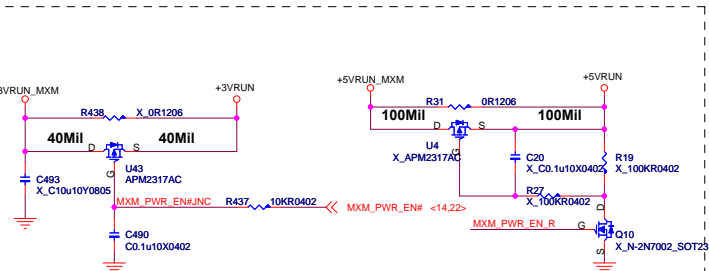 3VRUN_MXM
+3VRUN
R438 X_0R1206
40Mil 40Mil
D S
U43
APM2317AC
G
C493
X_C10u10Y0805
MXM_PWR_EN#JNC
R437 10KR0402
MXM_PWR_EN# <14,22>
C490
C0.1u10X0402
+5VRUN_MXM
+5VRUN
R31 0R1206
100Mil 100Mil
D S
U4
X_APM2317AC
G
C20
X_C0.1u10X0402
R19
X_100KR0402
R27
X_100KR0402
MXM_PWR_EN_R
D
G
S
Q10
X_N-2N7002_SOT23